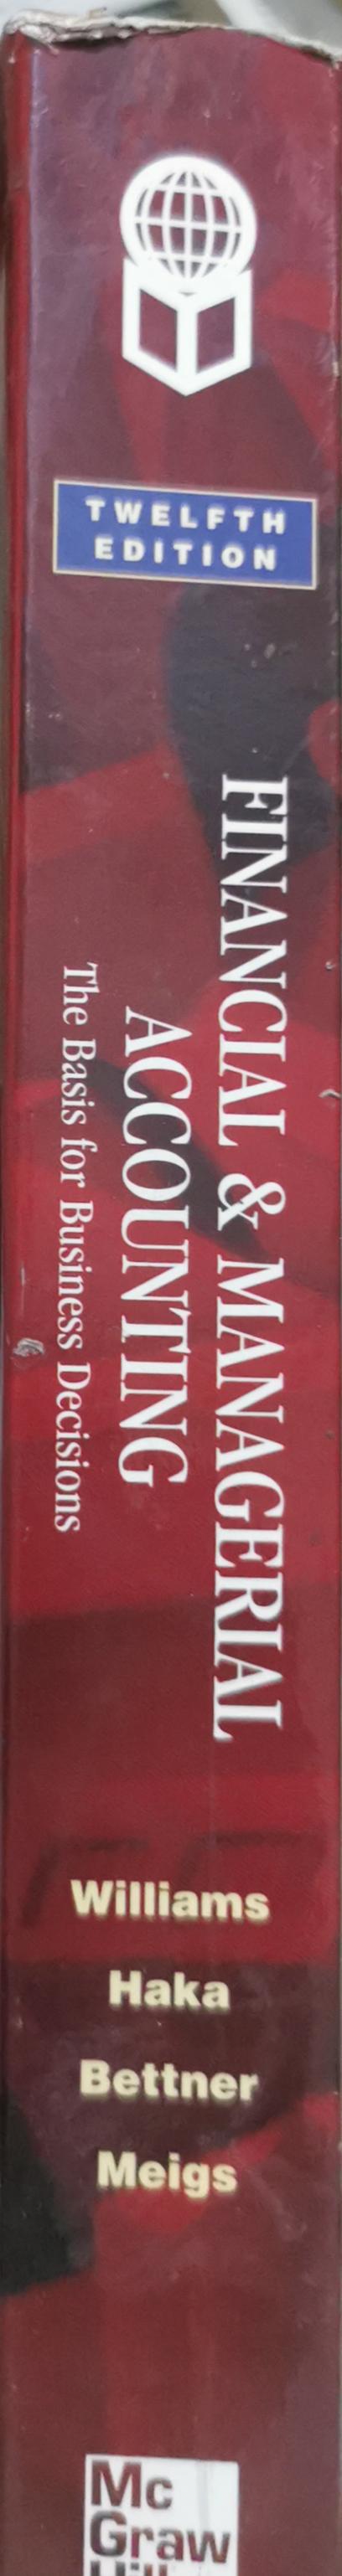 TWELFTH
EDITION
FINANCIAL & MANAGERIAL
ACCOUNTING
The Basis for Business Decisions
Williams
Haka
Bettner
Meigs
Mc
Graw